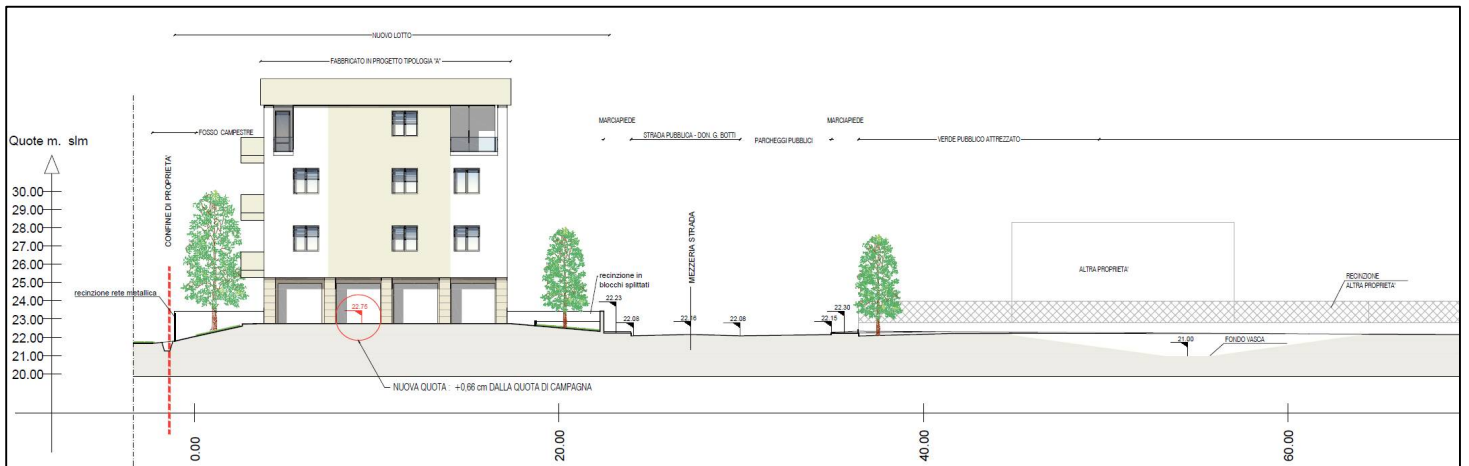 NUOVO LOTTO
FABBRICATO IN PROGETTO TIPOLOGIA "A"
MARCIAPIEDE
MARCIAPIEDE
FOSSO CAMPESTRE
STRADA PUBBLICA - DON. G. BOTTI
PARCHEGGI PUBBLICI
VERDE PUBBLICO ATTREZZATO
Quote m. slm
CONFINE DI PROPRIETA'
30.00
29.00
28.00
27.00
26.00
25.00
24.00
23.00
22.00
21.00
20.00
MEZZERIA STRADA
ALTRA PROPRIETA'
RECINZIONE
ALTRA PROPRIETA'
recinzione in
blocchi splittati
recinzione rete metallica
22.75
22.23
22.08
22.16
22.08
22.15
22.30
21.00
FONDO VASCA
NUOVA QUOTA : +0,66 cm DALLA QUOTA DI CAMPAGNA
0.00
20.00
40.00
60.00